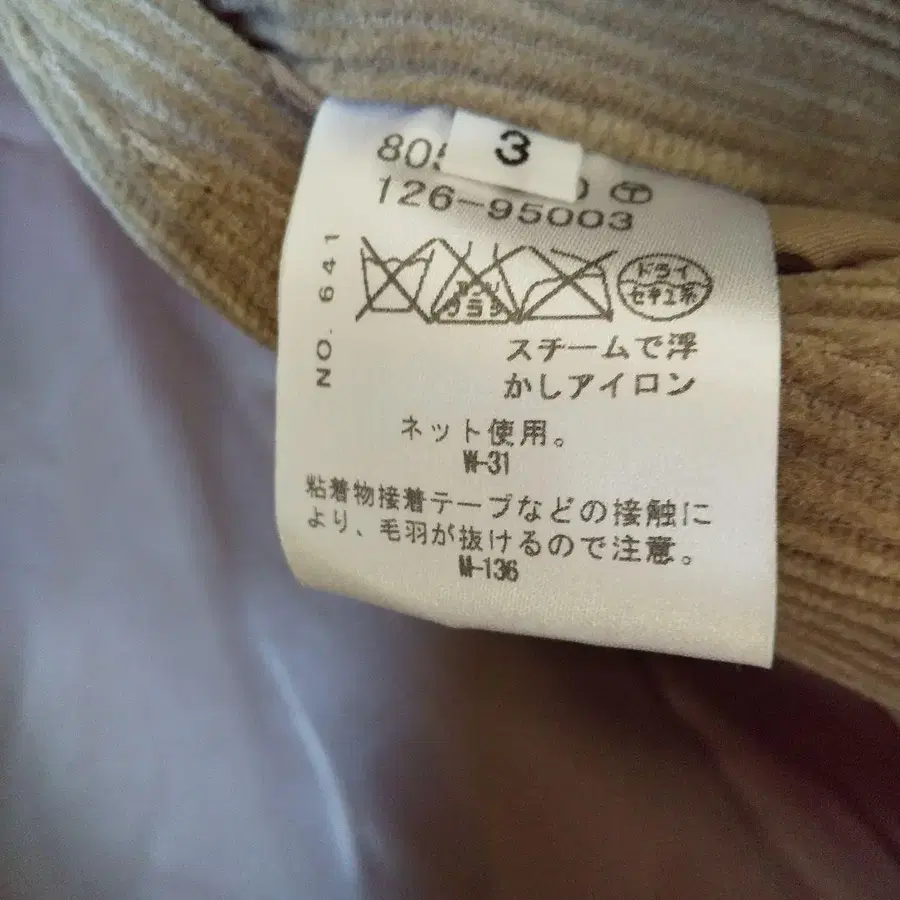 3
126-95003
NO. 641
ドライ
セキユ系
スチームで浮
かしアイロン
ネット使用。
W-31
粘着物接着テープなどの接触に
より、毛羽が抜けるので注意。
M-136